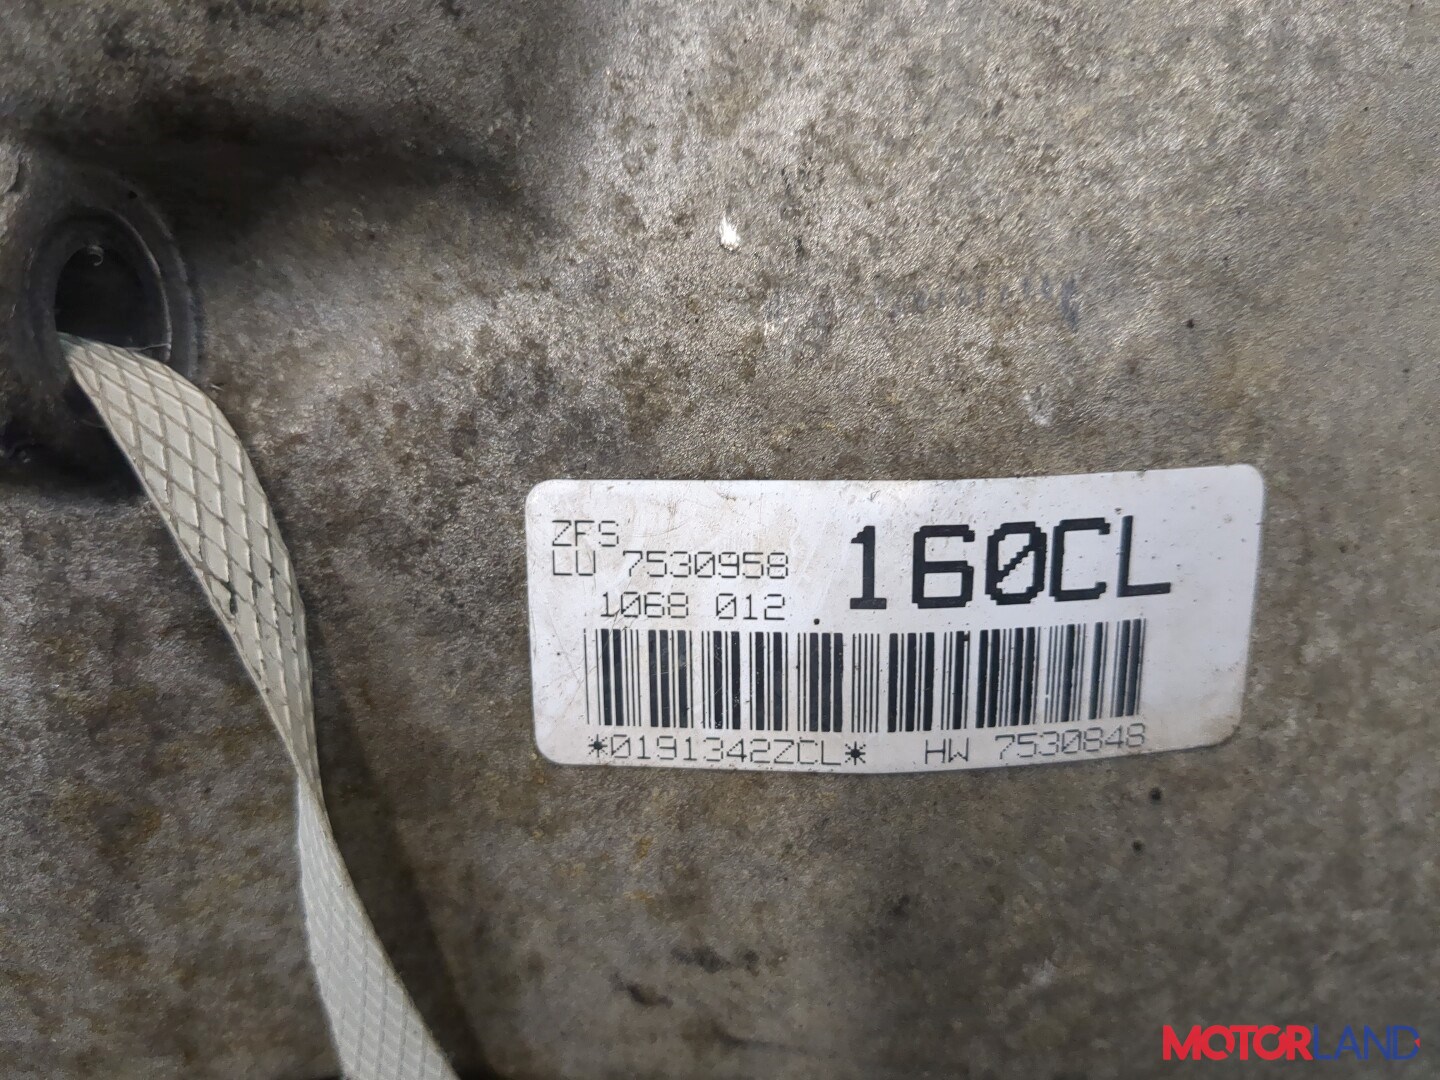 ZFS
LU 7530958
160CL
1068 012
*0191342ZCL* HW 7530848
MOTORLAND